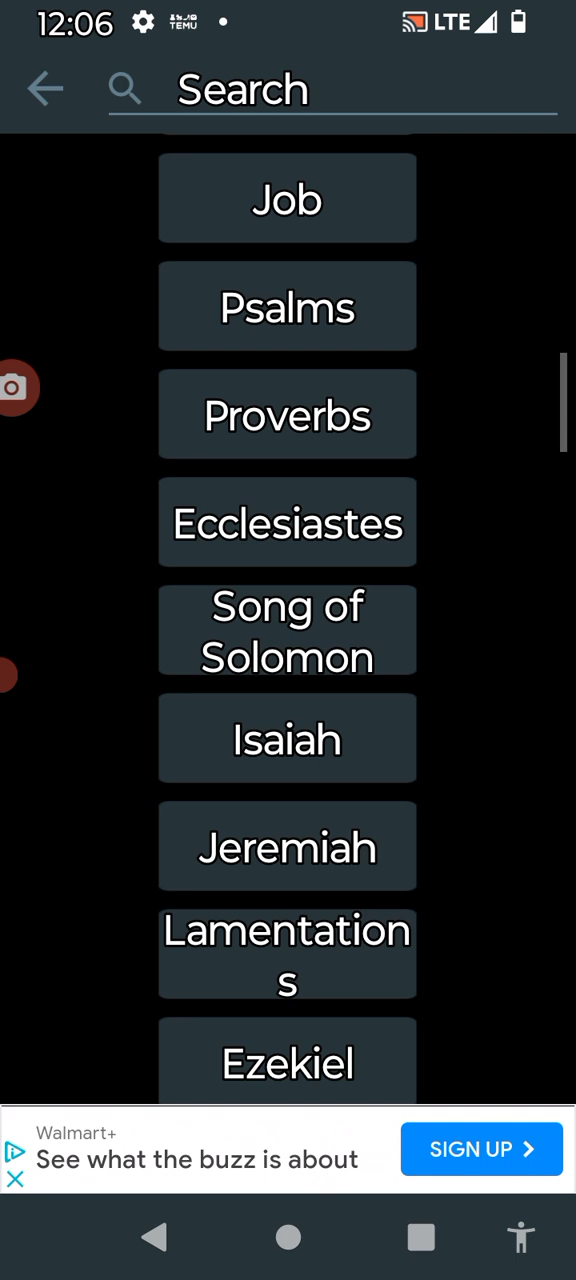 12:06 TEMU LTE
Search
Job
Psalms
Proverbs
Ecclesiastes
Song of
Solomon
Isaiah
Jeremiah
Lamentation
s
Ezekiel
Walmart+
See what the buzz is about
SIGN UP